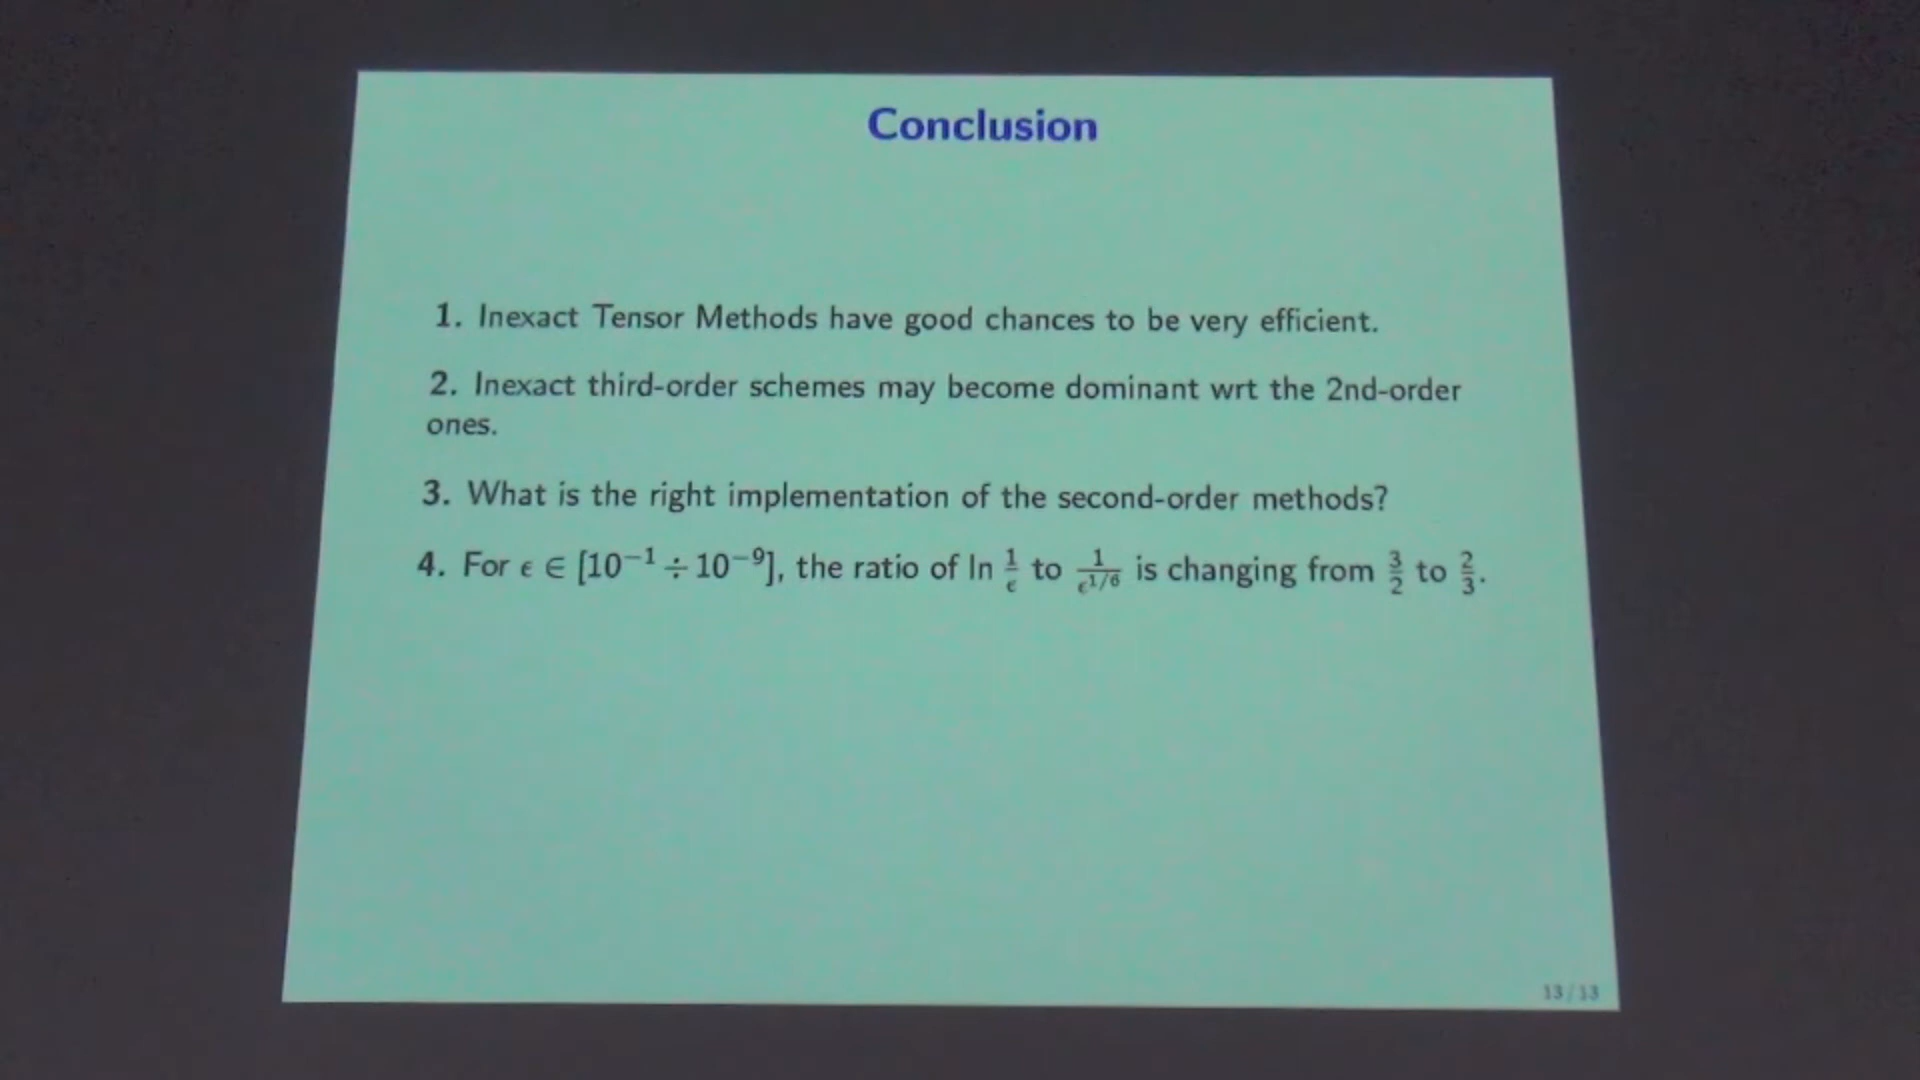 Conclusion
1. Inexact Tensor Methods have good chances to be very efficient.
2. Inexact third-order schemes may become dominant wrt the 2nd-order
ones.
3. What is the right implementation of the second-order methods?
4. For ϵ ∈ [10⁻¹ ÷ 10⁻⁹], the ratio of ln 1/ϵ to 1/ϵ^{1/6} is changing from 3/2 to 2/3.
13/13